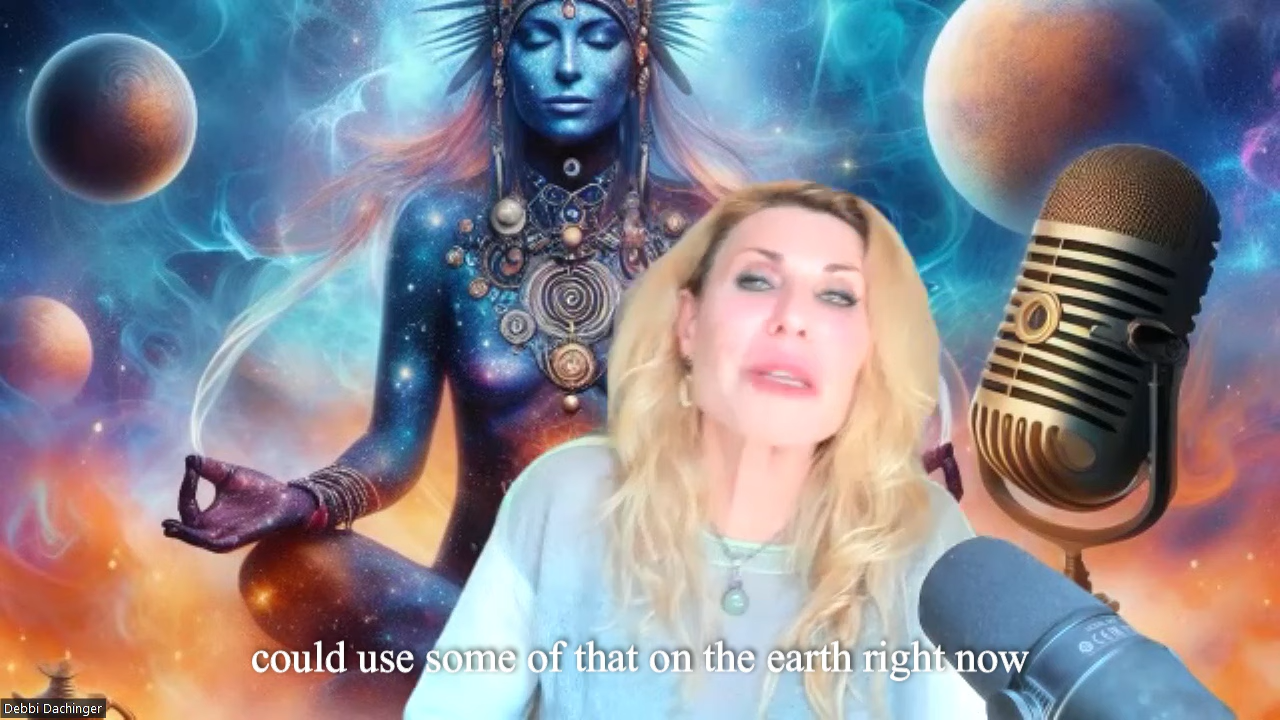 could use some of that on the earth right now
Debbi Dachinger